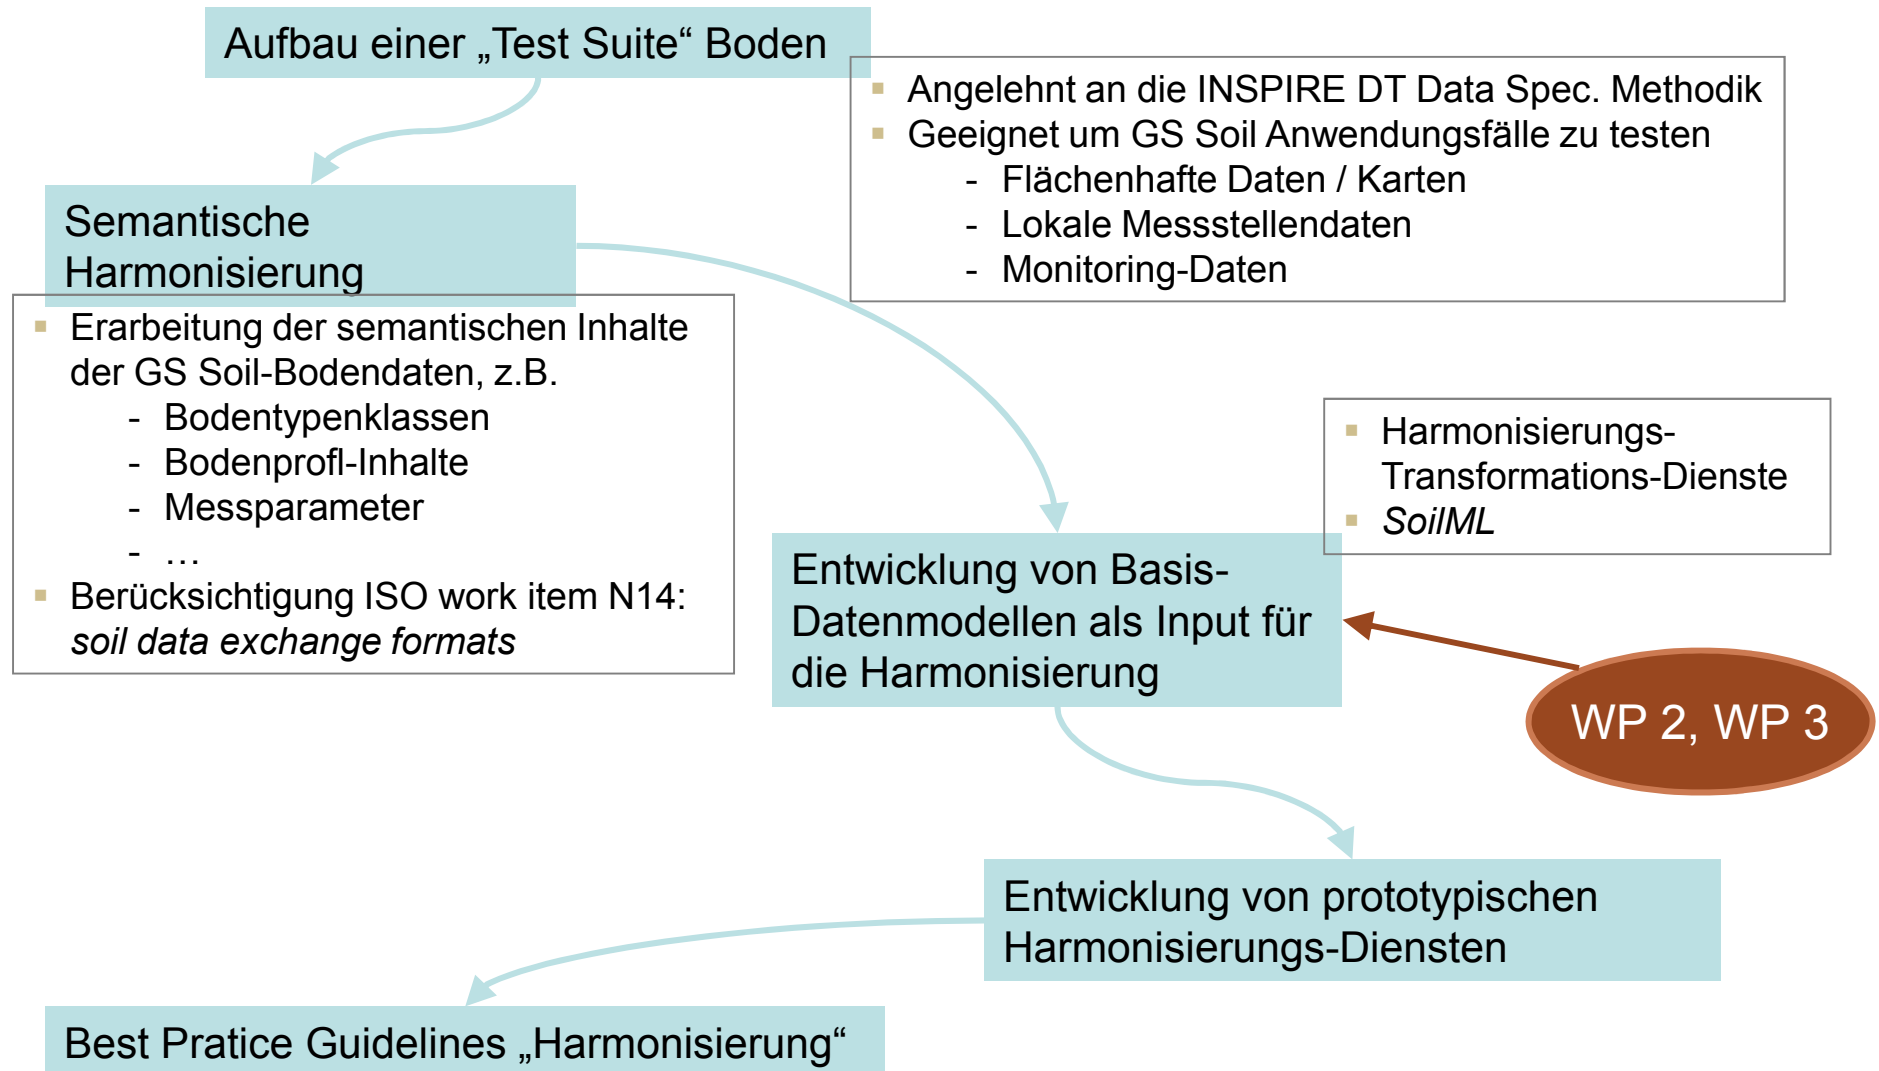 Aufbau einer „Test Suite“ Boden
▪ Angelehnt an die INSPIRE DT Data Spec. Methodik
▪ Geeignet um GS Soil Anwendungsfälle zu testen
- Flächenhafte Daten / Karten
- Lokale Messstellendaten
- Monitoring-Daten
Semantische
Harmonisierung
▪ Erarbeitung der semantischen Inhalte
der GS Soil-Bodendaten, z.B.
- Bodentypenklassen
- Bodenprofl-Inhalte
- Messparameter
- …
▪ Berücksichtigung ISO work item N14:
soil data exchange formats
▪ Harmonisierungs-
Transformations-Dienste
▪ SoilML
Entwicklung von Basis-
Datenmodellen als Input für
die Harmonisierung
WP 2, WP 3
Entwicklung von prototypischen
Harmonisierungs-Diensten
Best Pratice Guidelines „Harmonisierung“